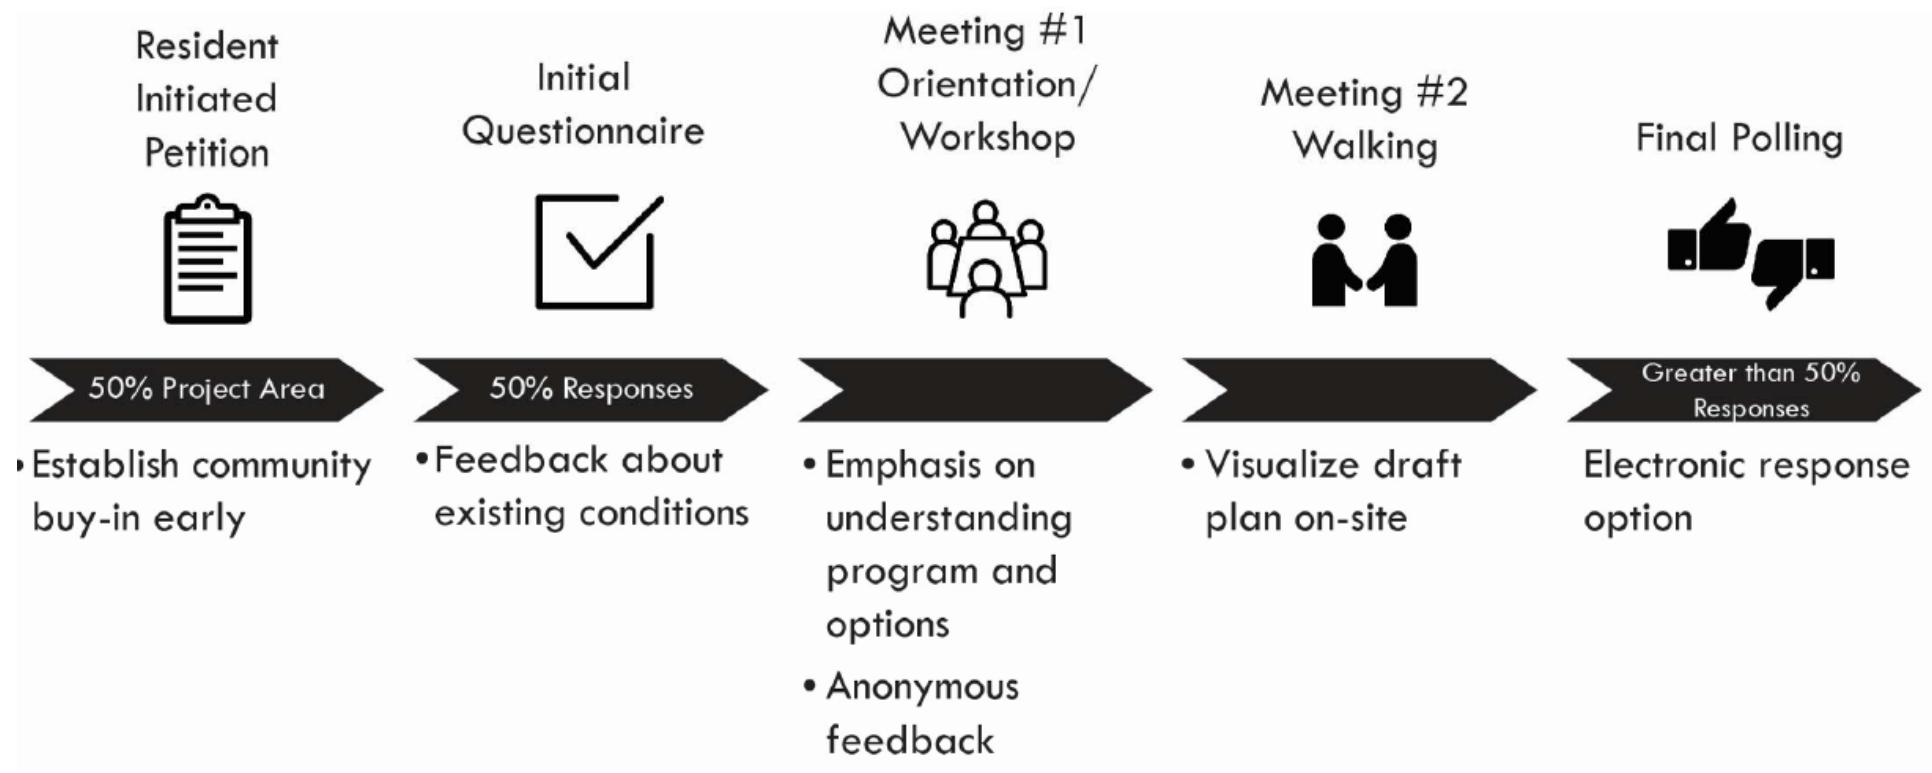 Resident
Initiated
Petition
50% Project Area
• Establish community
buy-in early
Initial
Questionnaire
50% Responses
• Feedback about
existing conditions
Meeting #1
Orientation/
Workshop
• Emphasis on
understanding
program and
options
• Anonymous
feedback
Meeting #2
Walking
• Visualize draft
plan on-site
Final Polling
Greater than 50%
Responses
Electronic response
option